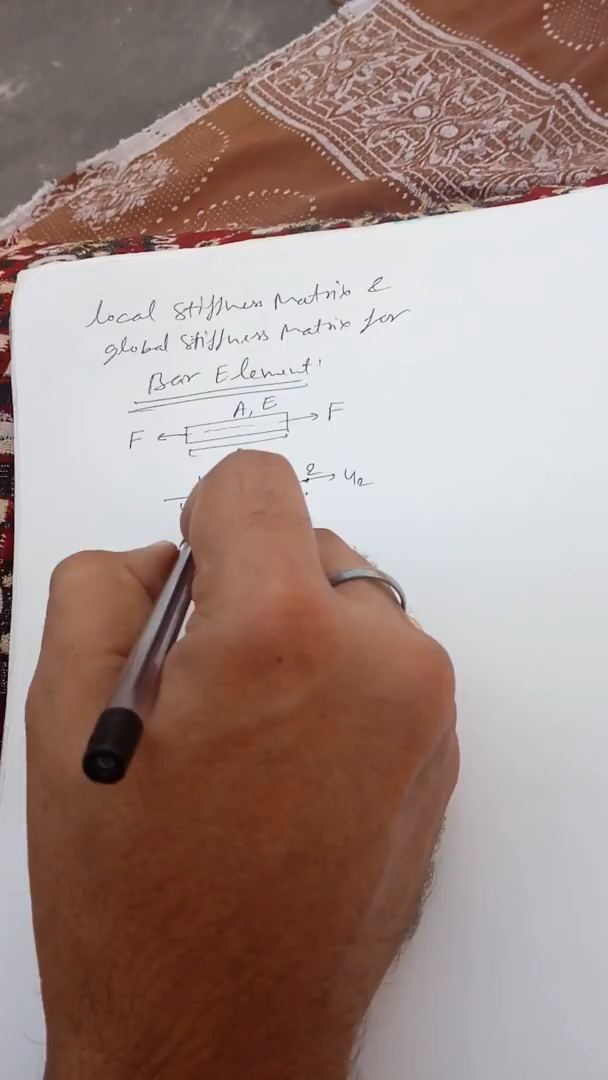 local Stiffness Matrix &
global Stiffness Matrix for
Bar Element
A, E
F F
2 u2